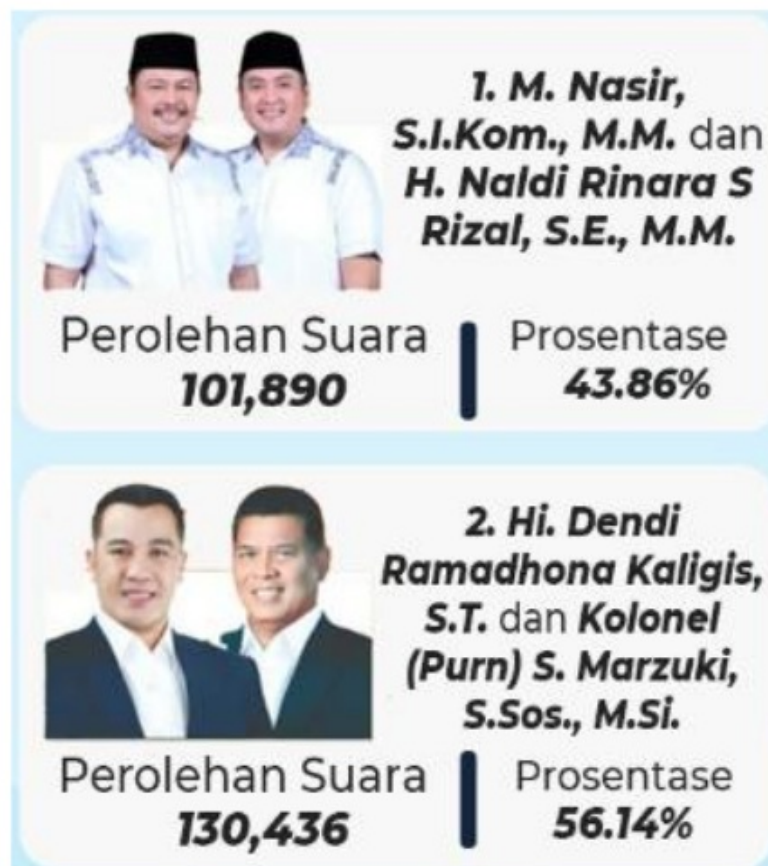 1. M. Nasir,
S.I.Kom., M.M. dan
H. Naldi Rinara S
Rizal, S.E., M.M.
Perolehan Suara
101,890
Prosentase
43.86%
2. Hi. Dendi
Ramadhona Kaligis,
S.T. dan Kolonel
(Purn) S. Marzuki,
S.Sos., M.Si.
Perolehan Suara
130,436
Prosentase
56.14%